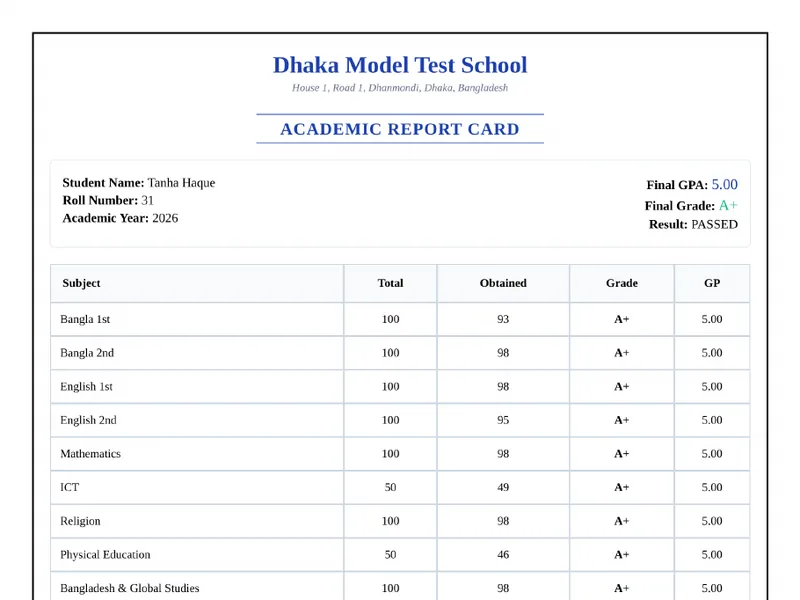 Dhaka Model Test School
House 1, Road 1, Dhanmondi, Dhaka, Bangladesh
ACADEMIC REPORT CARD
Student Name: Tanha Haque
Roll Number: 31
Academic Year: 2026
Final GPA: 5.00
Final Grade: A+
Result: PASSED
Subject Total Obtained Grade GP
Bangla 1st 100 93 A+ 5.00
Bangla 2nd 100 98 A+ 5.00
English 1st 100 98 A+ 5.00
English 2nd 100 95 A+ 5.00
Mathematics 100 98 A+ 5.00
ICT 50 49 A+ 5.00
Religion 100 98 A+ 5.00
Physical Education 50 46 A+ 5.00
Bangladesh & Global Studies 100 98 A+ 5.00